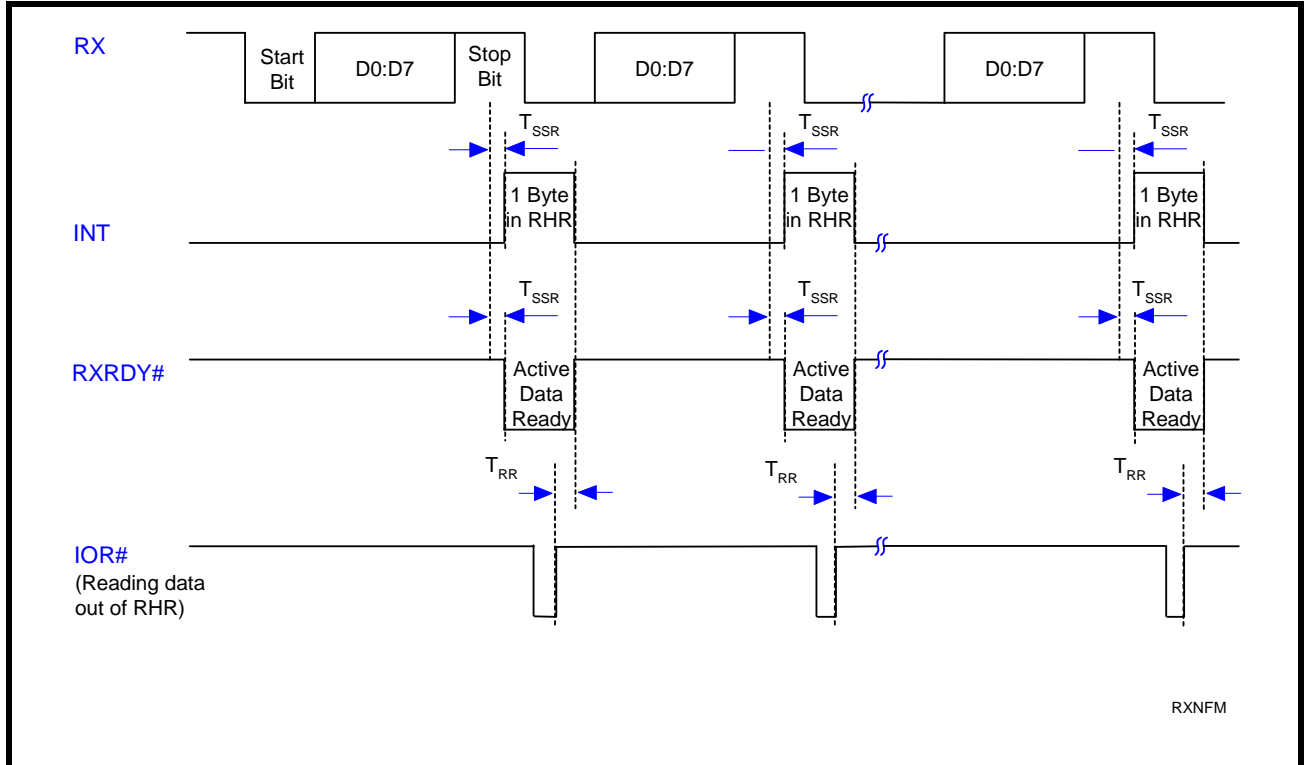 RX
Start
Bit
D0:D7
Stop
Bit
D0:D7
D0:D7
TSSR
TSSR
TSSR
INT
1 Byte
in RHR
1 Byte
in RHR
1 Byte
in RHR
TSSR
TSSR
TSSR
RXRDY#
Active
Data
Ready
Active
Data
Ready
Active
Data
Ready
TRR
TRR
TRR
IOR#
(Reading data
out of RHR)
RXNFM